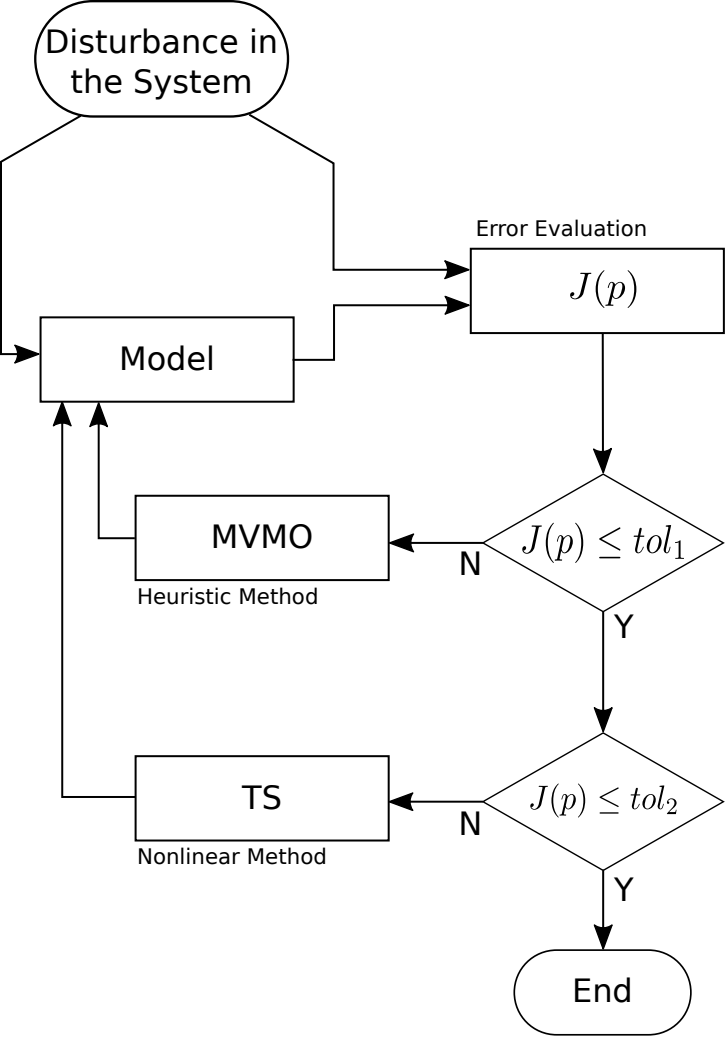 Disturbance in
the System
Error Evaluation
J(p)
Model
J(p) ≤ tol₁
MVMO
N
Heuristic Method
Y
J(p) ≤ tol₂
TS
N
Nonlinear Method
Y
End